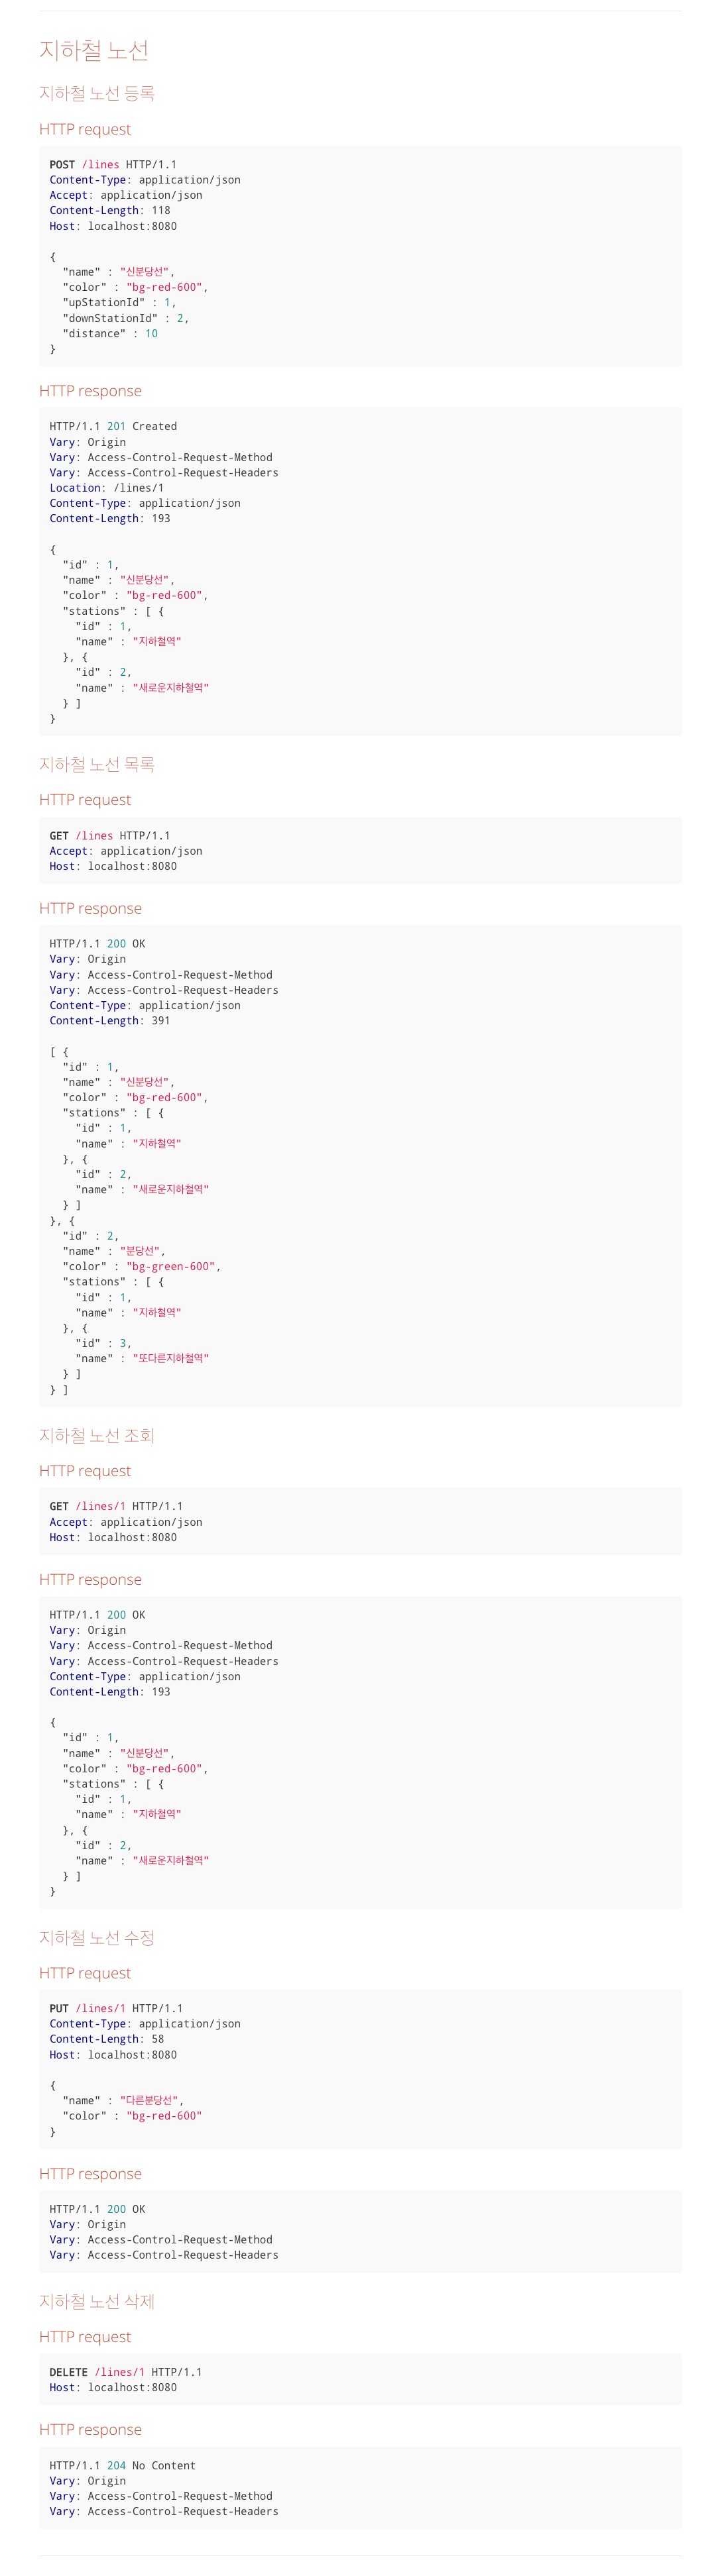 지하철 노선
지하철 노선 등록
HTTP request
POST /lines HTTP/1.1
Content-Type: application/json
Accept: application/json
Content-Length: 118
Host: localhost:8080
{
  "name" : "신분당선",
  "color" : "bg-red-600",
  "upStationId" : 1,
  "downStationId" : 2,
  "distance" : 10
}
HTTP response
HTTP/1.1 201 Created
Vary: Origin
Vary: Access-Control-Request-Method
Vary: Access-Control-Request-Headers
Location: /lines/1
Content-Type: application/json
Content-Length: 193
{
  "id" : 1,
  "name" : "신분당선",
  "color" : "bg-red-600",
  "stations" : [ {
    "id" : 1,
    "name" : "지하철역"
  }, {
    "id" : 2,
    "name" : "새로운지하철역"
  } ]
}
지하철 노선 목록
HTTP request
GET /lines HTTP/1.1
Accept: application/json
Host: localhost:8080
HTTP response
HTTP/1.1 200 OK
Vary: Origin
Vary: Access-Control-Request-Method
Vary: Access-Control-Request-Headers
Content-Type: application/json
Content-Length: 391
[ {
  "id" : 1,
  "name" : "신분당선",
  "color" : "bg-red-600",
  "stations" : [ {
    "id" : 1,
    "name" : "지하철역"
  }, {
    "id" : 2,
    "name" : "새로운지하철역"
  } ]
}, {
  "id" : 2,
  "name" : "분당선",
  "color" : "bg-green-600",
  "stations" : [ {
    "id" : 1,
    "name" : "지하철역"
  }, {
    "id" : 3,
    "name" : "또다른지하철역"
  } ]
} ]
지하철 노선 조회
HTTP request
GET /lines/1 HTTP/1.1
Accept: application/json
Host: localhost:8080
HTTP response
HTTP/1.1 200 OK
Vary: Origin
Vary: Access-Control-Request-Method
Vary: Access-Control-Request-Headers
Content-Type: application/json
Content-Length: 193
{
  "id" : 1,
  "name" : "신분당선",
  "color" : "bg-red-600",
  "stations" : [ {
    "id" : 1,
    "name" : "지하철역"
  }, {
    "id" : 2,
    "name" : "새로운지하철역"
  } ]
}
지하철 노선 수정
HTTP request
PUT /lines/1 HTTP/1.1
Content-Type: application/json
Content-Length: 58
Host: localhost:8080
{
  "name" : "다른분당선",
  "color" : "bg-red-600"
}
HTTP response
HTTP/1.1 200 OK
Vary: Origin
Vary: Access-Control-Request-Method
Vary: Access-Control-Request-Headers
지하철 노선 삭제
HTTP request
DELETE /lines/1 HTTP/1.1
Host: localhost:8080
HTTP response
HTTP/1.1 204 No Content
Vary: Origin
Vary: Access-Control-Request-Method
Vary: Access-Control-Request-Headers